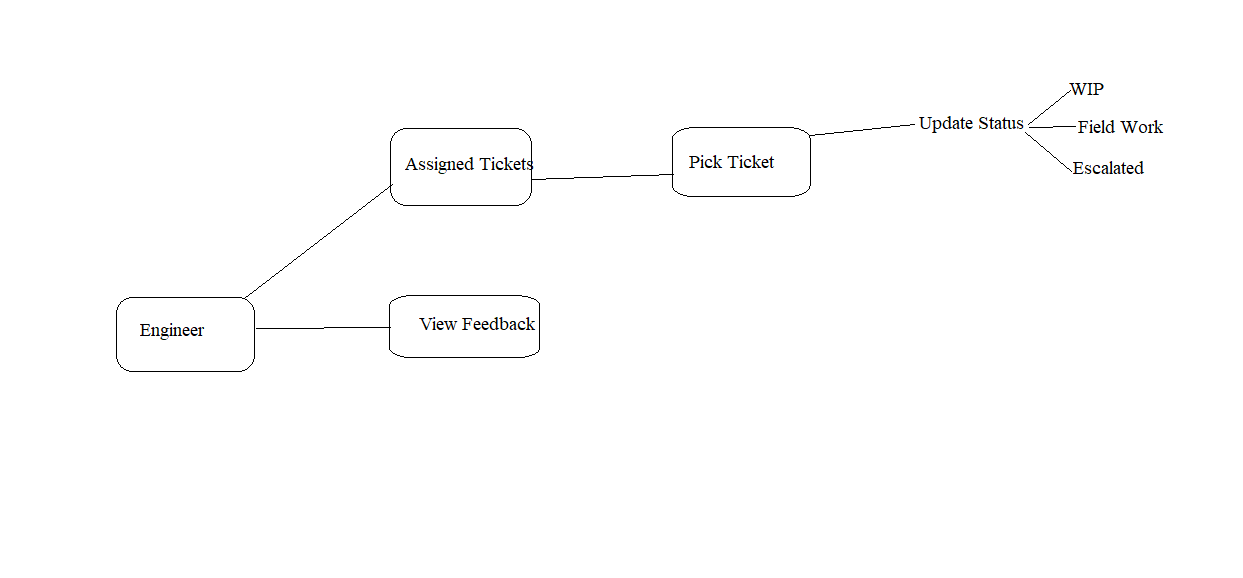 WIP
Update Status
Field Work
Assigned Tickets
Pick Ticket
Escalated
Engineer
View Feedback